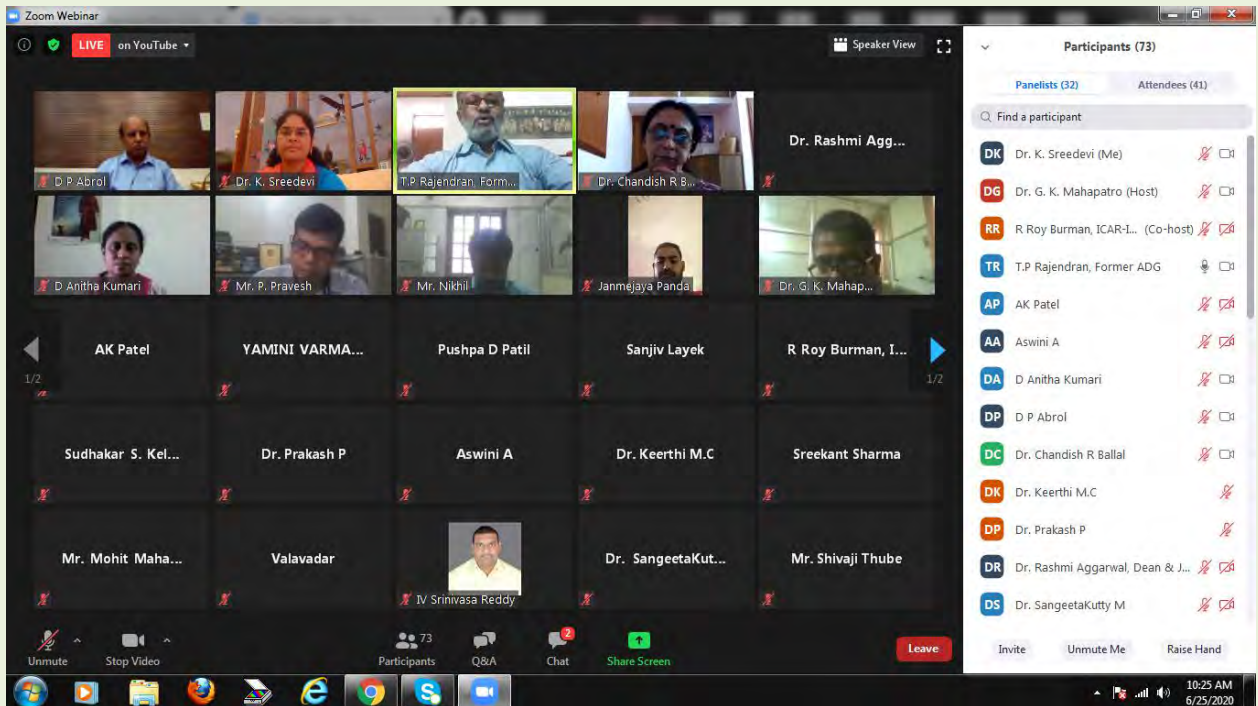 Zoom Webinar
LIVE on YouTube
Speaker View
D P Abrol
Dr. K. Sreedevi
T.P Rajendran, Form...
Dr. Chandish R B...
Dr. Rashmi Agg...
D Anitha Kumari
Mr. P. Pravesh
Mr. Nikhil
Janmejaya Panda
Dr. G. K. Mahap...
AK Patel
YAMINI VARMA...
Pushpa D Patil
Sanjiv Layek
R Roy Burman, I...
1/2
1/2
Sudhakar S. Kel...
Dr. Prakash P
Aswini A
Dr. Keerthi M.C
Sreekant Sharma
Mr. Mohit Maha...
Valavadar
IV Srinivasa Reddy
Dr. SangeetaKut...
Mr. Shivaji Thube
Unmute
Stop Video
73
Participants
Q&A
2
Chat
Share Screen
Leave
Participants (73)
Panelists (32)
Attendees (41)
Find a participant
DK Dr. K. Sreedevi (Me)
DG Dr. G. K. Mahapatro (Host)
RR R Roy Burman, ICAR-I... (Co-host)
TR T.P Rajendran, Former ADG
AP AK Patel
AA Aswini A
DA D Anitha Kumari
DP D P Abrol
DC Dr. Chandish R Ballal
DK Dr. Keerthi M.C
DP Dr. Prakash P
DR Dr. Rashmi Aggarwal, Dean & J...
DS Dr. SangeetaKutty M
Invite
Unmute Me
Raise Hand
10:25 AM
6/25/2020